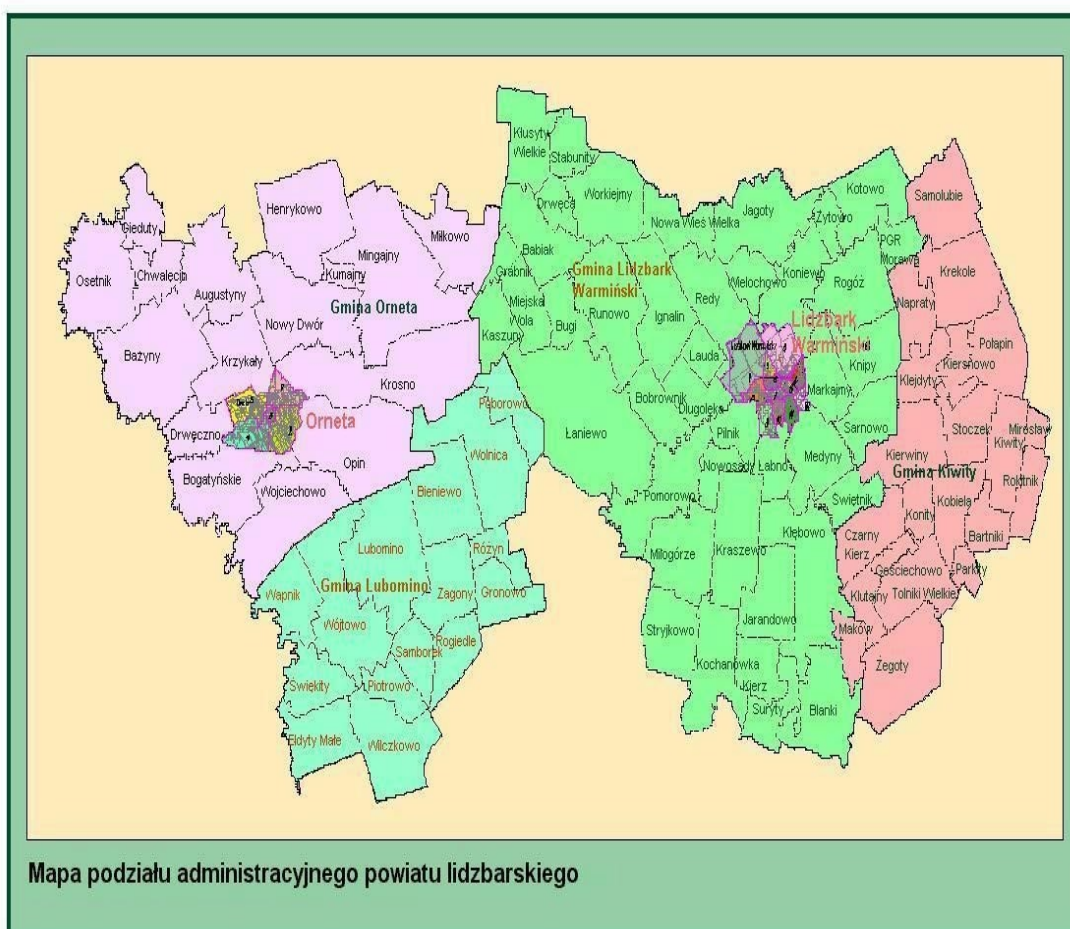 Kłusyty
Wielkie
Stabunity
Drwęca
Workiejmy
Nowa Wieś Wielka
Jagoty
Kotowo
Żytowo
PGR
Morawa
Samolubie
Gieduty
Henrykowo
Miłkowo
Osetnik
Chwalęcin
Mingajny
Kumajny
Augustyny
Gmina Orneta
Nowy Dwór
Bażyny
Krzykały
Krosno
Orneta
Drwęczno
Opin
Bogatyńskie
Wojciechowo
Babiak
Grabnik
Gmina Lidzbark
Warmiński
Miejska
Wola
Kaszuny
Bugi
Runowo
Ignalin
Redy
Wielochowo
Koniewo
Rogóż
Krekole
Napraty
Lidzbark
Warmiński
Lauda
Knipy
Połapin
Kiersnowo
Klejdyty
Bobrownik
Długołęka
Markajmy
Łaniewo
Pilnik
Sarnowo
Stoczek
Mirosław
Kiwity
Nowosady
Łabno
Medyny
Kierwiny
Gmina Kiwity
Rokitnik
Pomorowo
Świętnik
Kobiela
Konity
Bartniki
Pęborowo
Wolnica
Bieniewo
Lubomino
Różyn
Gmina Lubomino
Zagony
Gronowo
Wapnik
Wójtowo
Rogiedle
Samborek
Świękity
Piotrowo
Ełdyty Małe
Wilczkowo
Miłogórze
Kraszewo
Kłębowo
Czarny
Kierz
Gęściechowo
Parkity
Klutajny
Tolniki Wielkie
Stryjkowo
Jarandowo
Maków
Kochanówka
Kierz
Żegoty
Suryty
Blanki
Mapa podziału administracyjnego powiatu lidzbarskiego